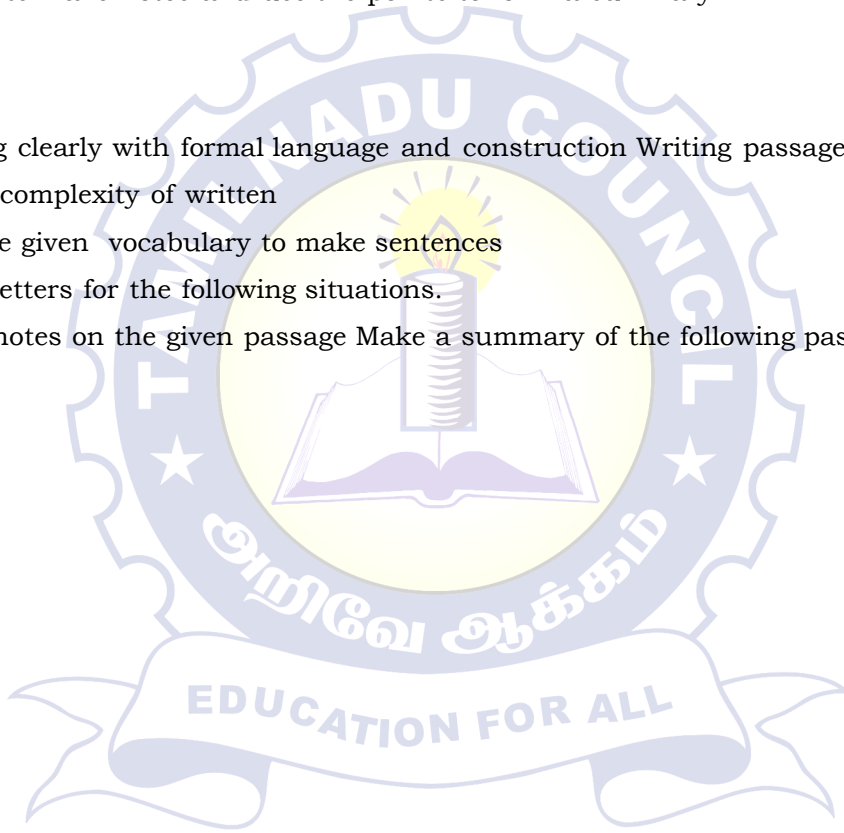 g clearly with formal language and construction Writing passage
complexity of written
e given vocabulary to make sentences
etters for the following situations.
notes on the given passage Make a summary of the following pas
TAMILNADU COUNCIL
அறிவே ஆக்கம்
EDUCATION FOR ALL